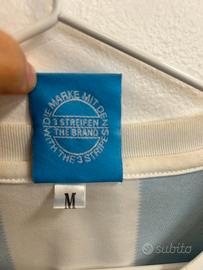 DIE MARKE MIT DEN
3 STREIFEN
THE BRAND
WITH THE 3 STRIPES
M
subito